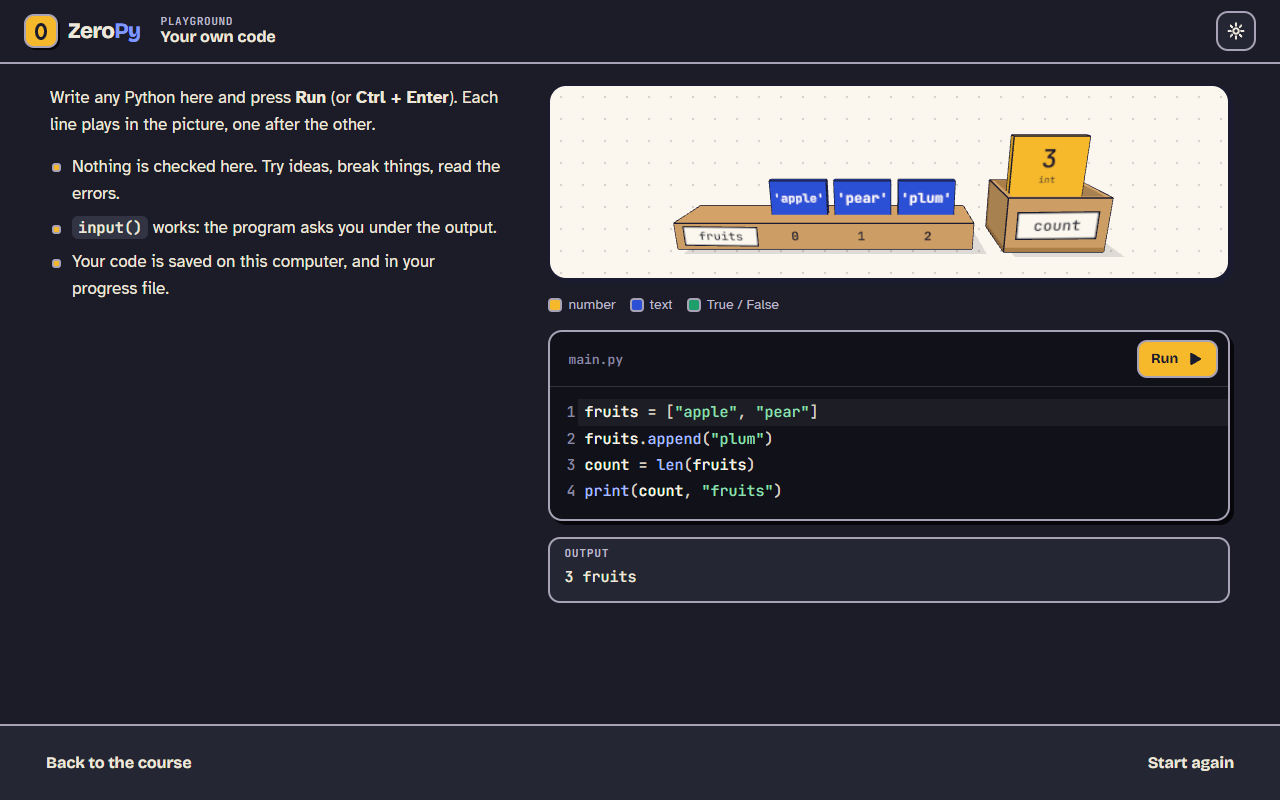 0 ZeroPy
PLAYGROUND
Your own code
Write any Python here and press Run (or Ctrl + Enter). Each
line plays in the picture, one after the other.
Nothing is checked here. Try ideas, break things, read the
errors.
input() works: the program asks you under the output.
Your code is saved on this computer, and in your
progress file.
'apple' 'pear' 'plum'
fruits 0 1 2
3
int
count
number text True / False
main.py
Run
1 fruits = ["apple", "pear"]
2 fruits.append("plum")
3 count = len(fruits)
4 print(count, "fruits")
OUTPUT
3 fruits
Back to the course
Start again